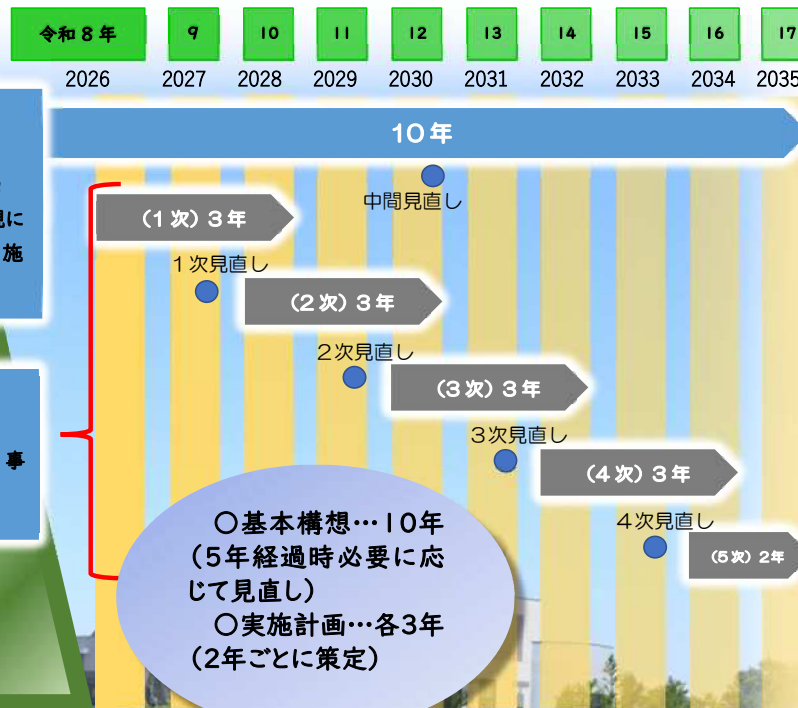 令和８年 9 10 11 12 13 14 15 16 17
2026 2027 2028 2029 2030 2031 2032 2033 2034 2035
10年
中間見直し
見に
施
(１次) ３年
１次見直し
(２次) ３年
２次見直し
(３次) ３年
事
３次見直し
(４次) ３年
４次見直し
(５次) ２年
○基本構想…10年
(5年経過時必要に応
じて見直し)
○実施計画…各3年
(2年ごとに策定)